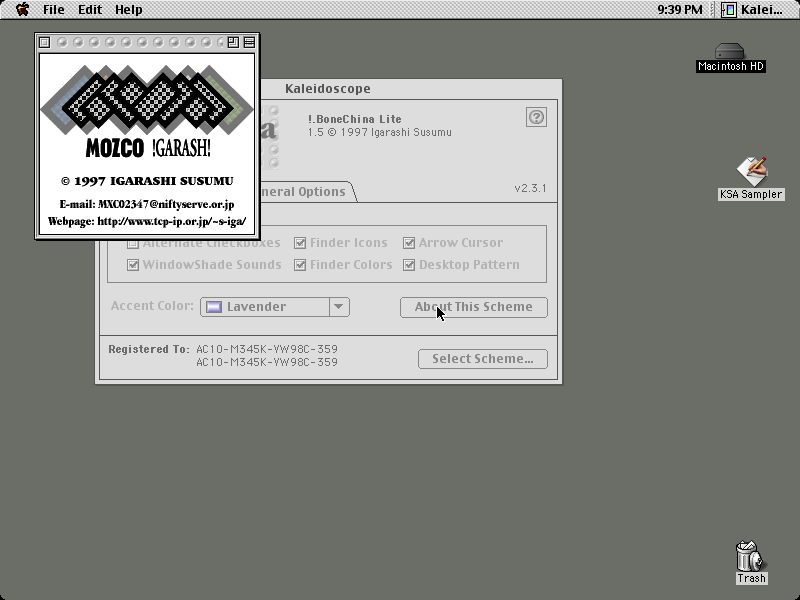 File Edit Help
9:39 PM
Kalei...
MOZCO !GARASH!
© 1997 IGARASHI SUSUMU
E-mail: MXC02347@niftyserve.or.jp
Webpage: http://www.tcp-ip.or.jp/~s-iga/
Kaleidoscope
a
!.BoneChina Lite
1.5 © 1997 Igarashi Susumu
neral Options
v2.3.1
Alternate Checkboxes
Finder Icons
Arrow Cursor
WindowShade Sounds
Finder Colors
Desktop Pattern
Accent Color:
Lavender
About This Scheme
Registered To: AC10-M345K-VW98C-359
AC10-M345K-VW98C-359
Select Scheme...
Macintosh HD
KSA Sampler
Trash